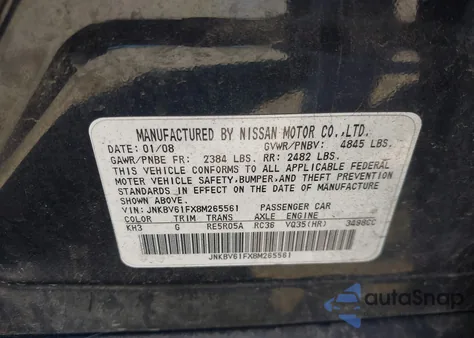 MANUFACTURED BY NISSAN MOTOR CO.,LTD.
DATE: 01/08 GVWR/PNBV: 4845 LBS.
GAWR/PNBE FR: 2384 LBS. RR: 2482 LBS.
THIS VEHICLE CONFORMS TO ALL APPLICABLE FEDERAL
MOTOR VEHICLE SAFETY,BUMPER,AND THEFT PREVENTION
STANDARDS IN EFFECT ON THE DATE OF MANUFACTURE
SHOWN ABOVE.
VIN: JNKBV61FX8M265561 PASSENGER CAR
COLOR TRIM TRANS AXLE ENGINE
KH3 G RE5R05A RC36 VQ35(HR) 3498CC
JNKBV61FX8M265561
autoSnap